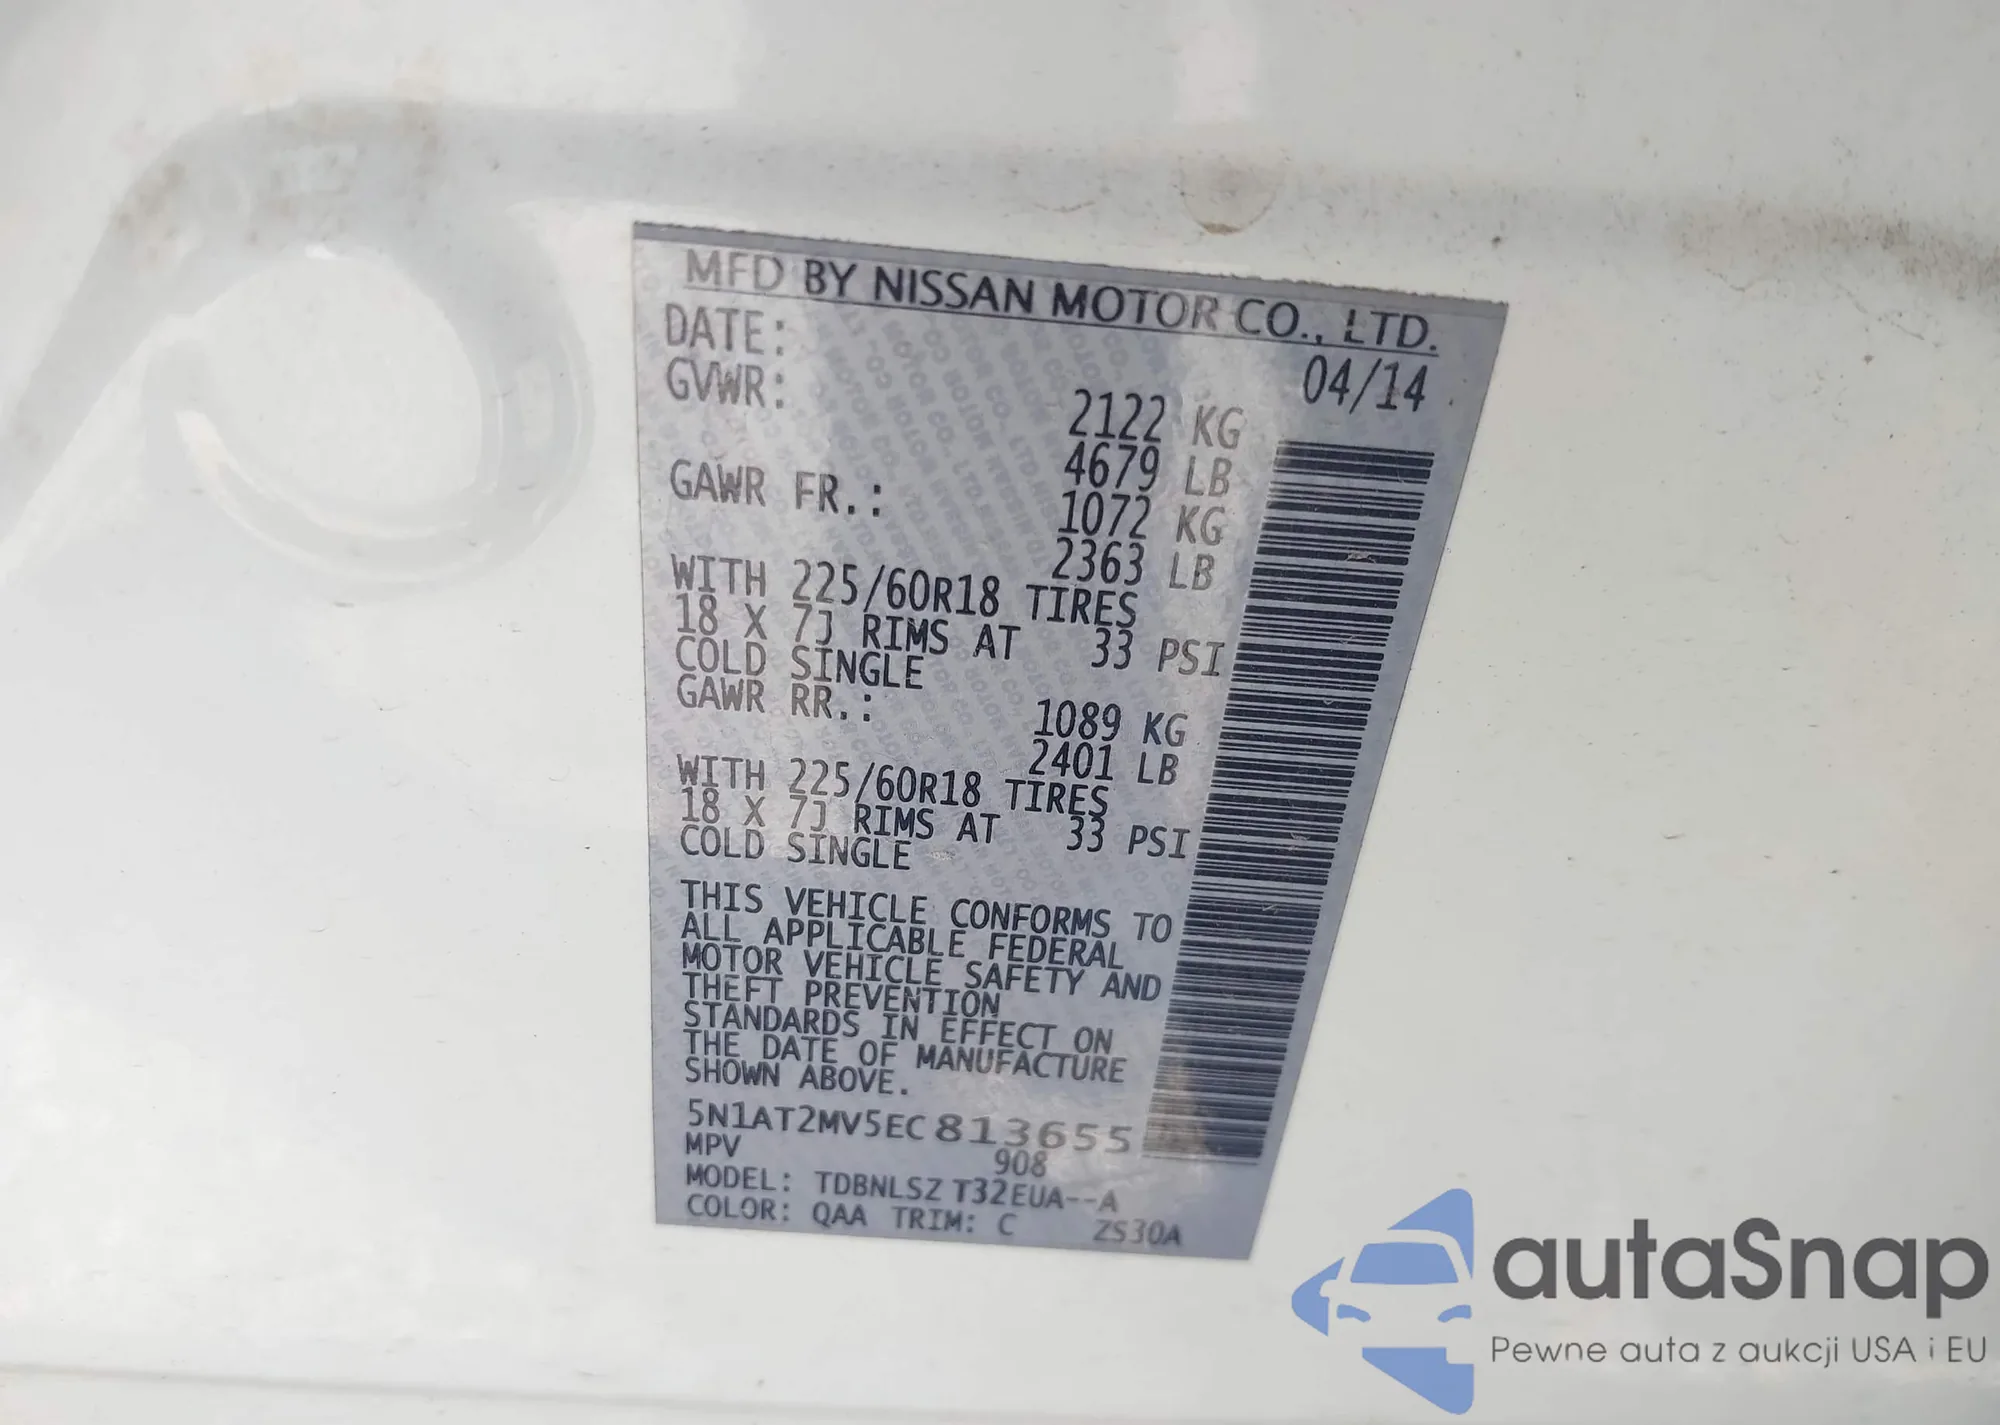 MFD BY NISSAN MOTOR CO., LTD.
DATE: 04/14
GVWR: 2122 KG
4679 LB
GAWR FR.: 1072 KG
2363 LB
WITH 225/60R18 TIRES
18 X 7J RIMS AT 33 PSI
COLD SINGLE
GAWR RR.: 1089 KG
2401 LB
WITH 225/60R18 TIRES
18 X 7J RIMS AT 33 PSI
COLD SINGLE
THIS VEHICLE CONFORMS TO
ALL APPLICABLE FEDERAL
MOTOR VEHICLE SAFETY AND
THEFT PREVENTION
STANDARDS IN EFFECT ON
THE DATE OF MANUFACTURE
SHOWN ABOVE.
5N1AT2MV5EC813655
MPV 908
MODEL: TDBNLSZ T32EUA--A
COLOR: QAA TRIM: C ZS30A
autaSnap
Pewne auta z aukcji USA i EU